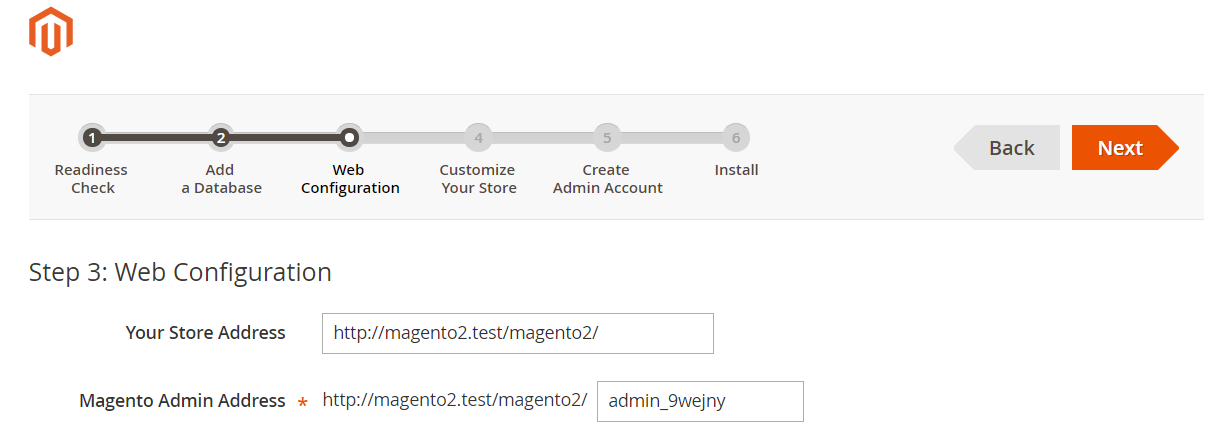 1 2 4 5 6
Readiness Check
Add a Database
Web Configuration
Customize Your Store
Create Admin Account
Install
Back
Next
Step 3: Web Configuration
Your Store Address http://magento2.test/magento2/
Magento Admin Address * http://magento2.test/magento2/ admin_9wejny